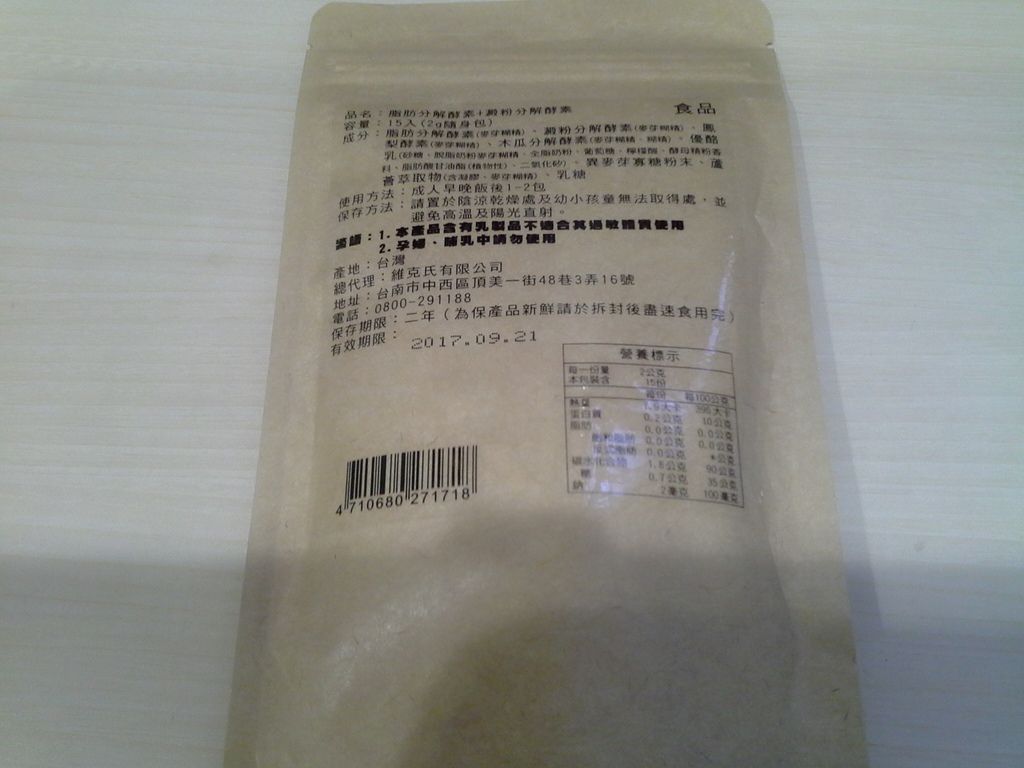 食品
品名：脂肪分解酵素+澱粉分解酵素
容量：15入(2g隨身包)
成分：脂肪分解酵素(麥芽糊精)、澱粉分解酵素(麥芽糊精)、鳳
梨酵素(麥芽糊精)、木瓜分解酵素(麥芽糊精、糊精)、優酪
乳(砂糖、脫脂奶粉麥芽糊精、全脂奶粉、葡萄糖、檸檬酸、酵母精粉香
料、脂肪酸甘油酯(植物性)、二氧化矽)、異麥芽寡糖粉末、蘆
薈萃取物(含凝膠、麥芽糊精)、乳糖
使用方法：成人早晚飯後1-2包
保存方法：請置於陰涼乾燥處及幼小孩童無法取得處，並
避免高溫及陽光直射。
1.本產品含有乳製品不適合其過敏體質使用
2.孕婦、哺乳中請勿使用
產地：台灣
總代理：維克氏有限公司
地址：台南市中西區頂美一街48巷3弄16號
電話：0800-291188
保存期限：二年（為保產品新鮮請於拆封後盡速食用完）
有效期限：2017.09.21
營養標示
每一份量 2公克
本包裝含 15份
每份 每100公克
熱量 大卡 大卡
蛋白質 0.2公克 10公克
脂肪 0.0公克 0.0公克
飽和脂肪 0.0公克 0.0公克
反式脂肪 0.0公克 公克
碳水化合物 1.8公克 90公克
糖 0.7公克 35公克
鈉 2毫克 100毫克
4 710680 271718